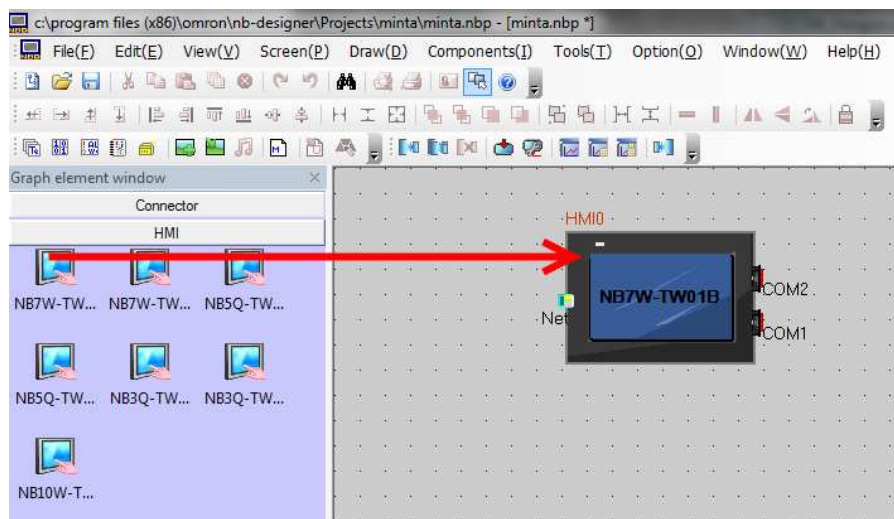 c:\program files (x86)\omron\nb-designer\Projects\minta\minta.nbp - [minta.nbp *]
File(F) Edit(E) View(V) Screen(P) Draw(D) Components(I) Tools(T) Option(O) Window(W) Help(H)
Graph element window
Connector
HMI
NB7W-TW... NB7W-TW... NB5Q-TW...
NB5Q-TW... NB3Q-TW... NB3Q-TW...
NB10W-T...
HMI0
NB7W-TW01B
COM2
Net
COM1